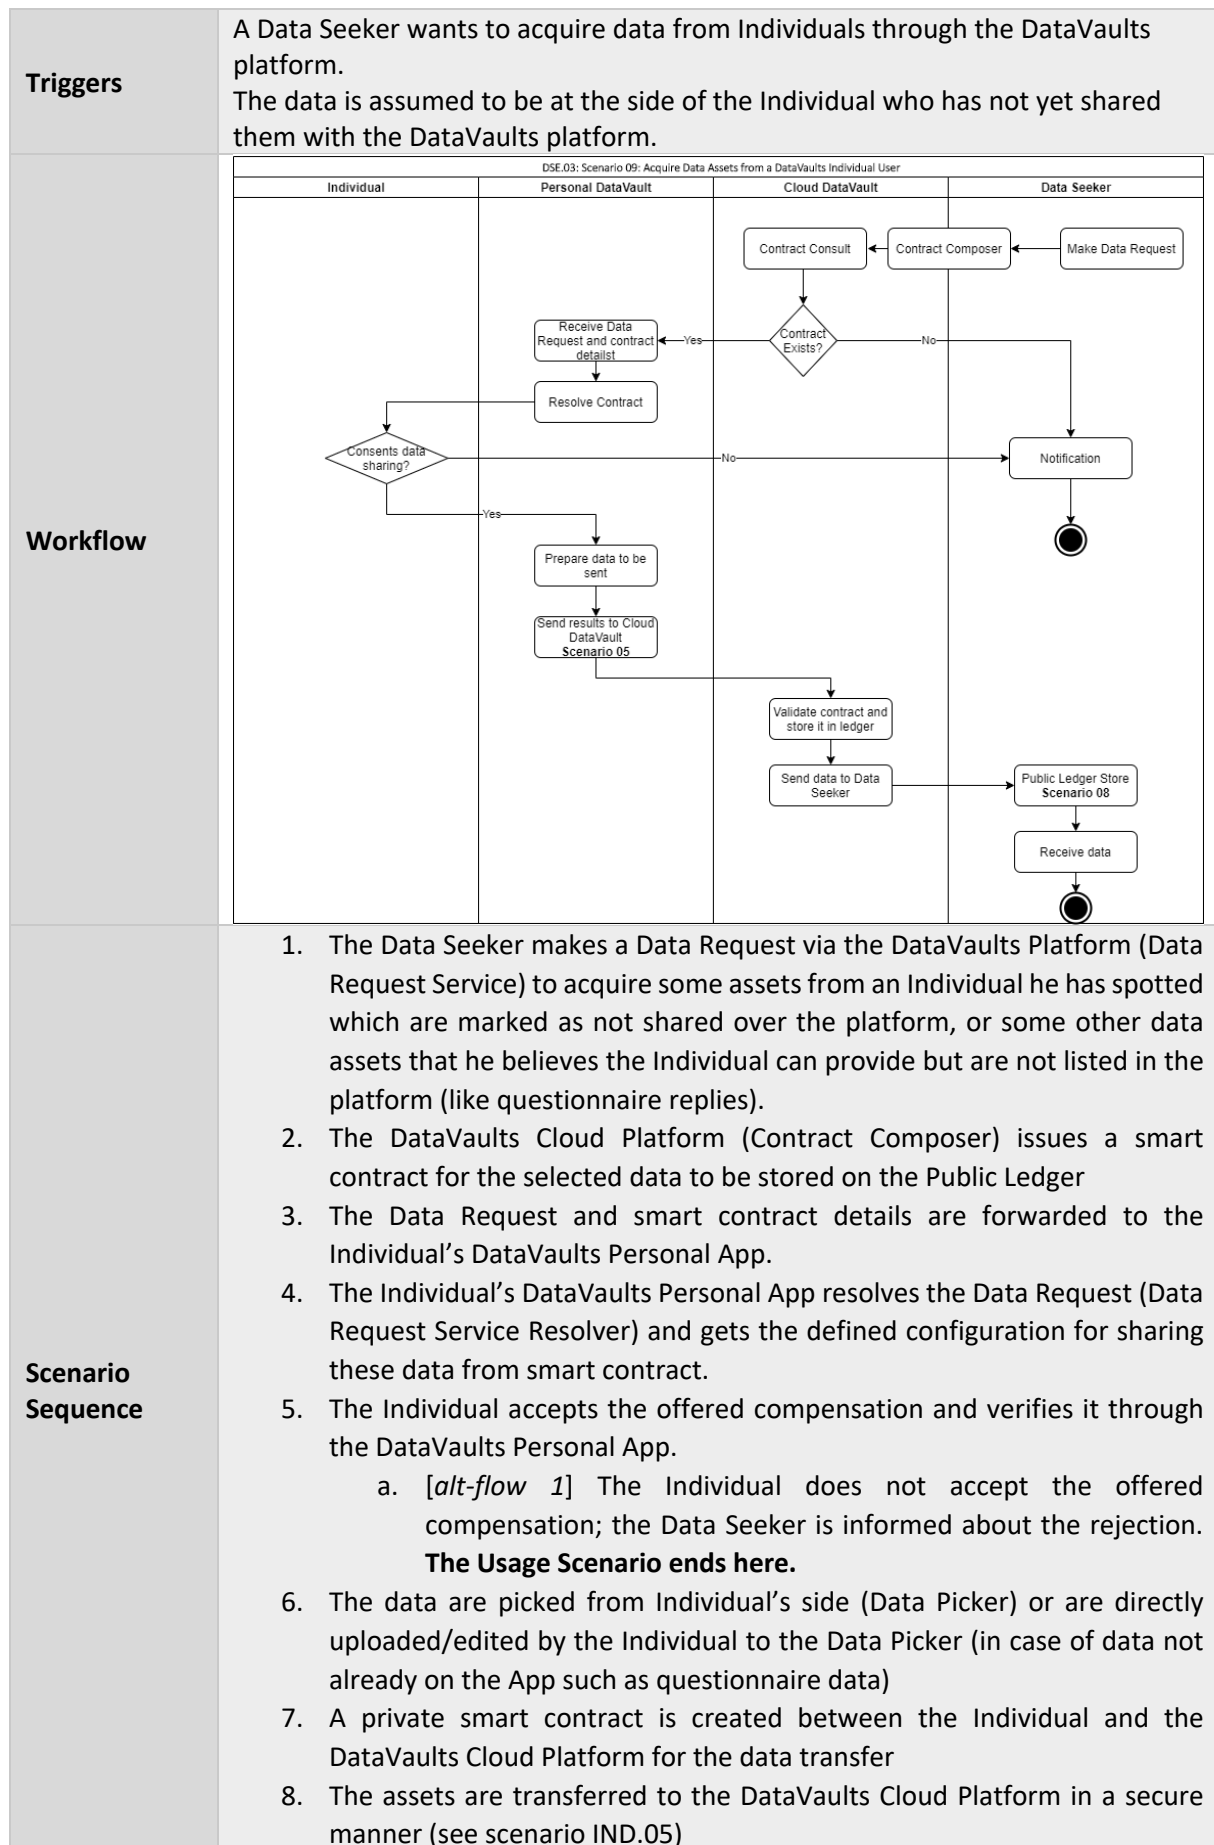 Triggers
A Data Seeker wants to acquire data from Individuals through the DataVaults
platform.
The data is assumed to be at the side of the Individual who has not yet shared
them with the DataVaults platform.
Workflow
DSE.03: Scenario 09: Acquire Data Assets from a DataVaults Individual User
Individual
Personal DataVault
Cloud DataVault
Data Seeker
Contract Consult
Contract Composer
Make Data Request
Receive Data
Request and contract
detailst
Yes
Contract
Exists?
No
Resolve Contract
Consents data
sharing?
No
Notification
Yes
Prepare data to be
sent
Send results to Cloud
DataVault
Scenario 05
Validate contract and
store it in ledger
Send data to Data
Seeker
Public Ledger Store
Scenario 08
Receive data
Scenario
Sequence
1. The Data Seeker makes a Data Request via the DataVaults Platform (Data
Request Service) to acquire some assets from an Individual he has spotted
which are marked as not shared over the platform, or some other data
assets that he believes the Individual can provide but are not listed in the
platform (like questionnaire replies).
2. The DataVaults Cloud Platform (Contract Composer) issues a smart
contract for the selected data to be stored on the Public Ledger
3. The Data Request and smart contract details are forwarded to the
Individual’s DataVaults Personal App.
4. The Individual’s DataVaults Personal App resolves the Data Request (Data
Request Service Resolver) and gets the defined configuration for sharing
these data from smart contract.
5. The Individual accepts the offered compensation and verifies it through
the DataVaults Personal App.
a. [alt-flow 1] The Individual does not accept the offered
compensation; the Data Seeker is informed about the rejection.
The Usage Scenario ends here.
6. The data are picked from Individual’s side (Data Picker) or are directly
uploaded/edited by the Individual to the Data Picker (in case of data not
already on the App such as questionnaire data)
7. A private smart contract is created between the Individual and the
DataVaults Cloud Platform for the data transfer
8. The assets are transferred to the DataVaults Cloud Platform in a secure
manner (see scenario IND.05)